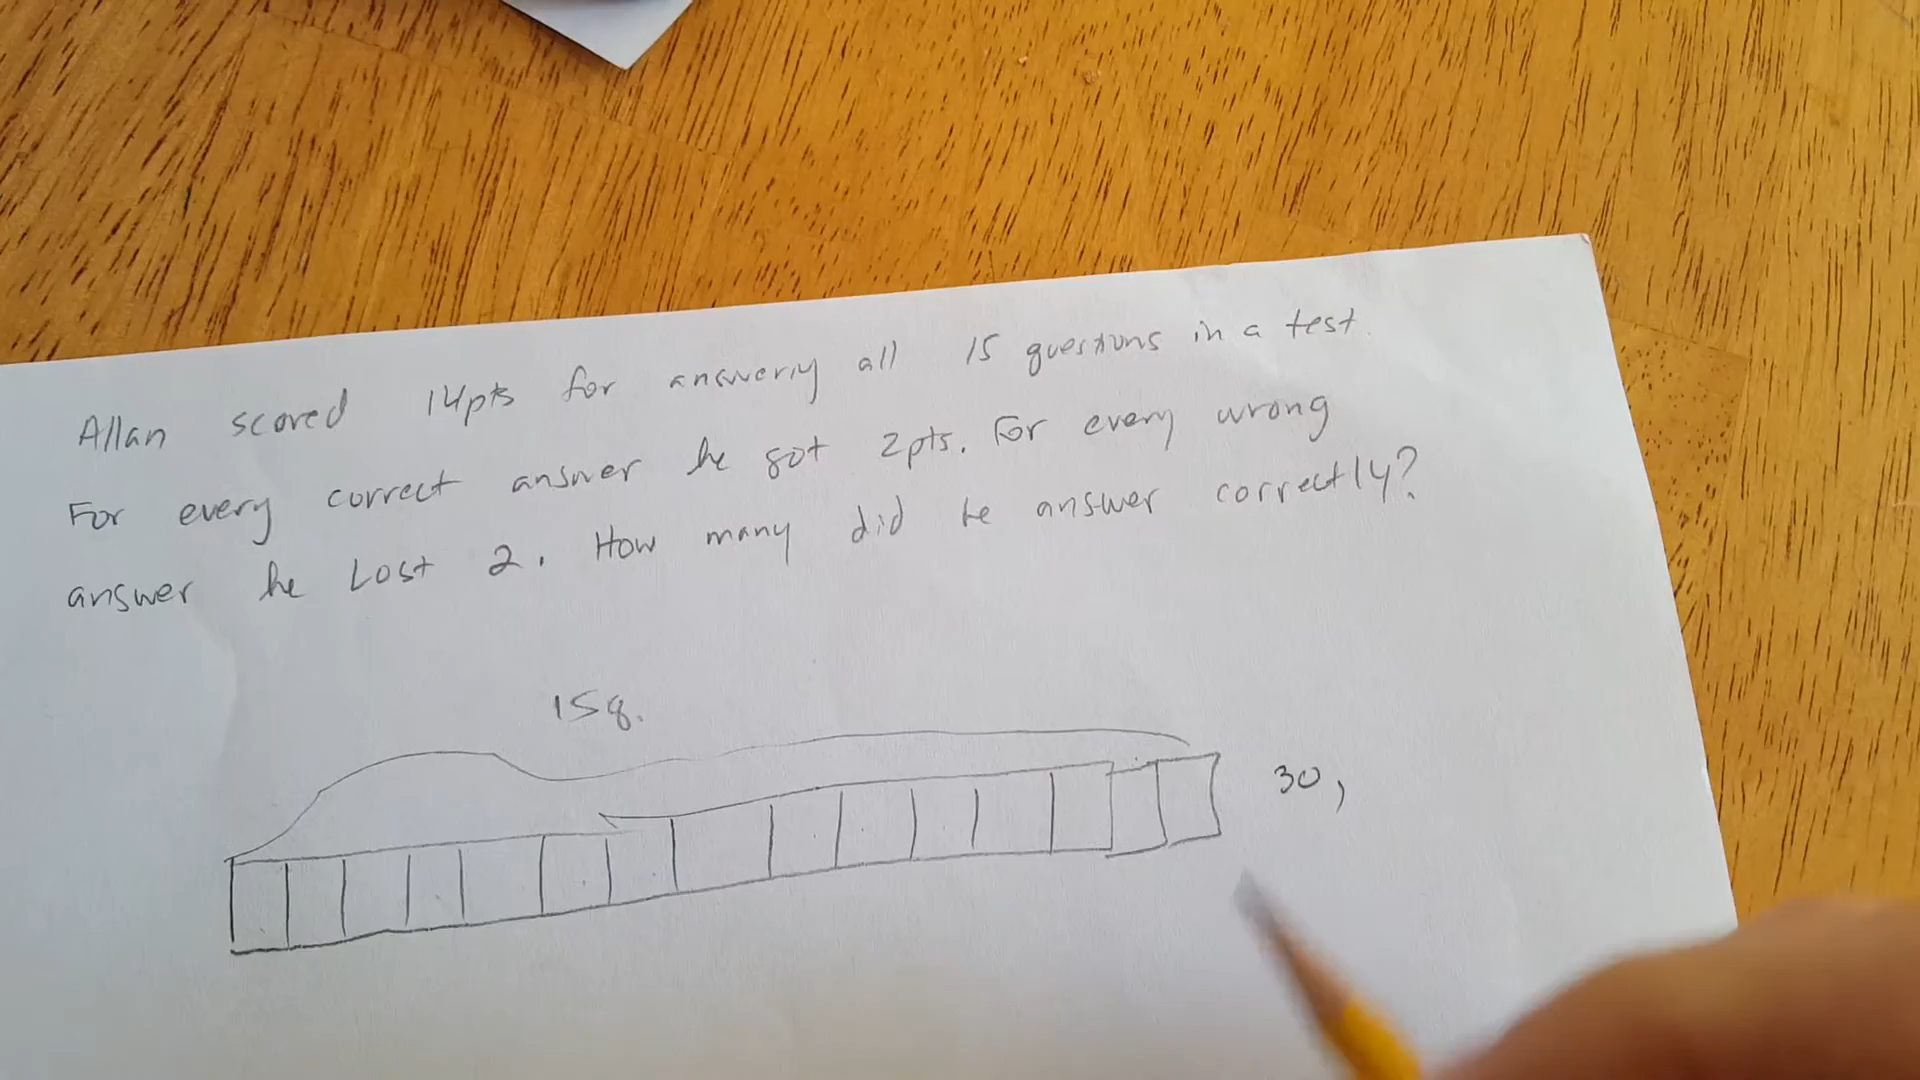 Allan scored 14pts for answering all 15 questions in a test.
For every correct answer he got 2pts. For every wrong
answer he Lost 2. How many did he answer correctly?
15q.
30,